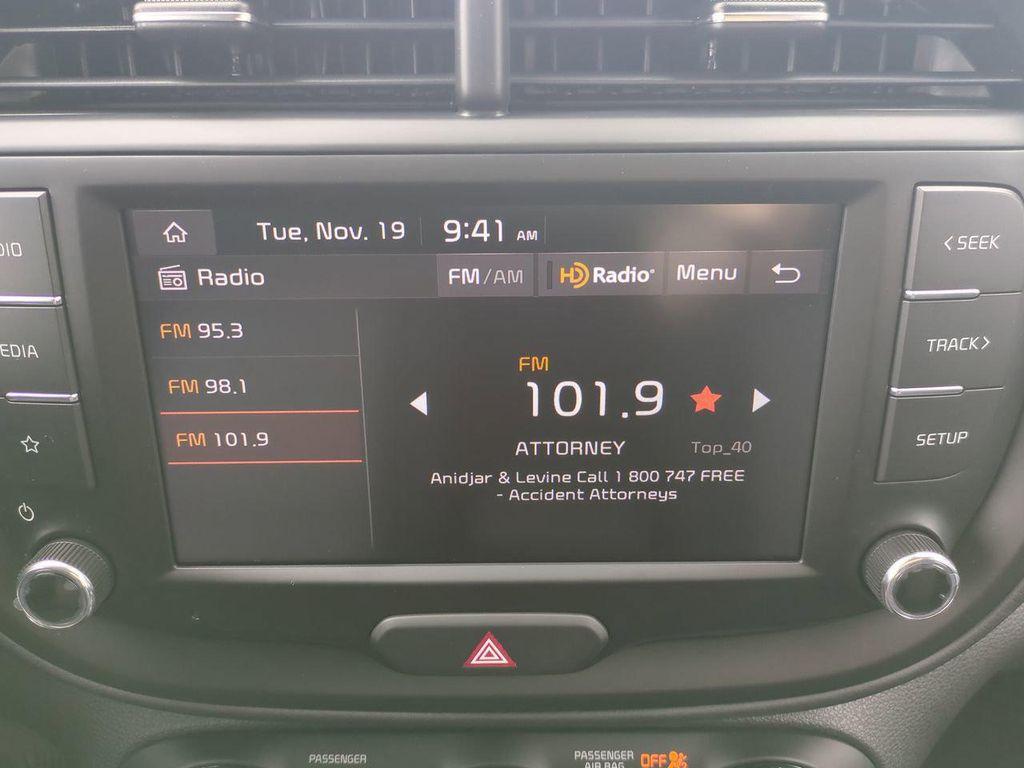 Tue, Nov. 19 9:41 AM
Radio FM/AM HD Radio® Menu
FM 95.3
FM 98.1
FM 101.9
FM
101.9
ATTORNEY Top_40
Anidjar & Levine Call 1 800 747 FREE
- Accident Attorneys
DIO
EDIA
< SEEK
TRACK >
SETUP
PASSENGER
PASSENGER
AIR BAG OFF